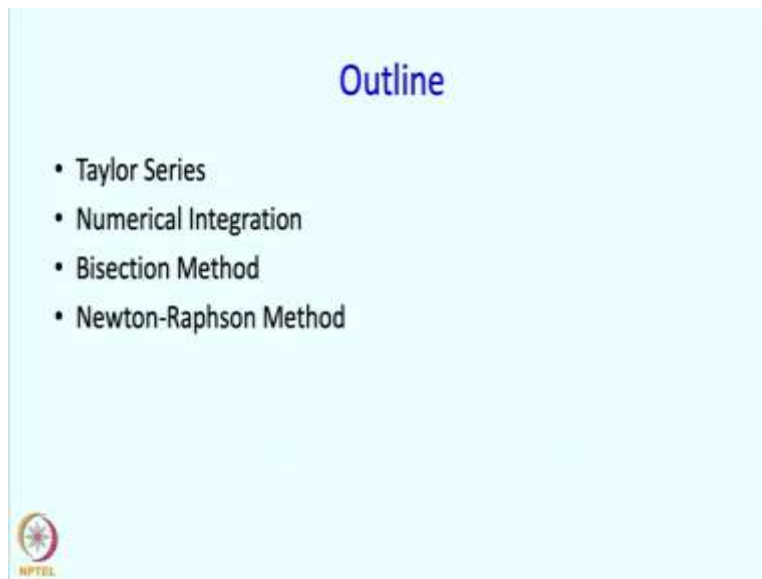 Outline
• Taylor Series
• Numerical Integration
• Bisection Method
• Newton-Raphson Method
NPTEL